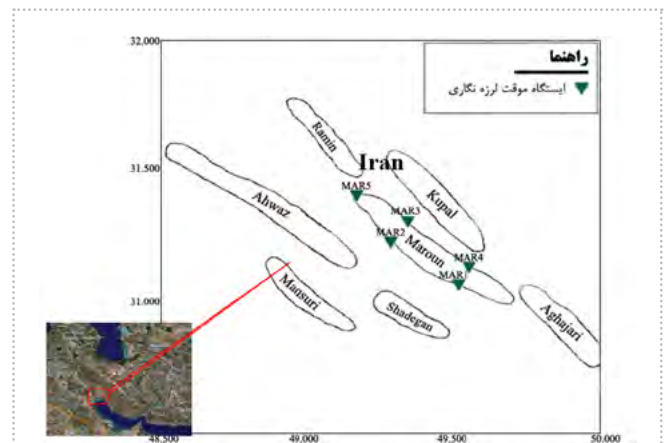 32.000
راهنما
ایستگاه موقت لرزه نگاری
Ramin
Iran
31.500
MAR5
Kupal
Ahwaz
MAR3
MAR2
Maroun
MAR4
MAR1
31.000
Mansuri
Shadegan
Aghajari
48.500
49.000
49.500
50.000